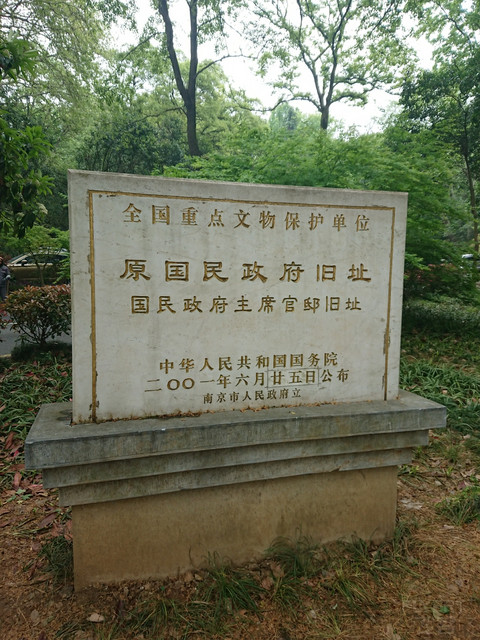 全国重点文物保护单位
原国民政府旧址
国民政府主席官邸旧址
中华人民共和国国务院
二〇〇一年六月廿五日公布
南京市人民政府立